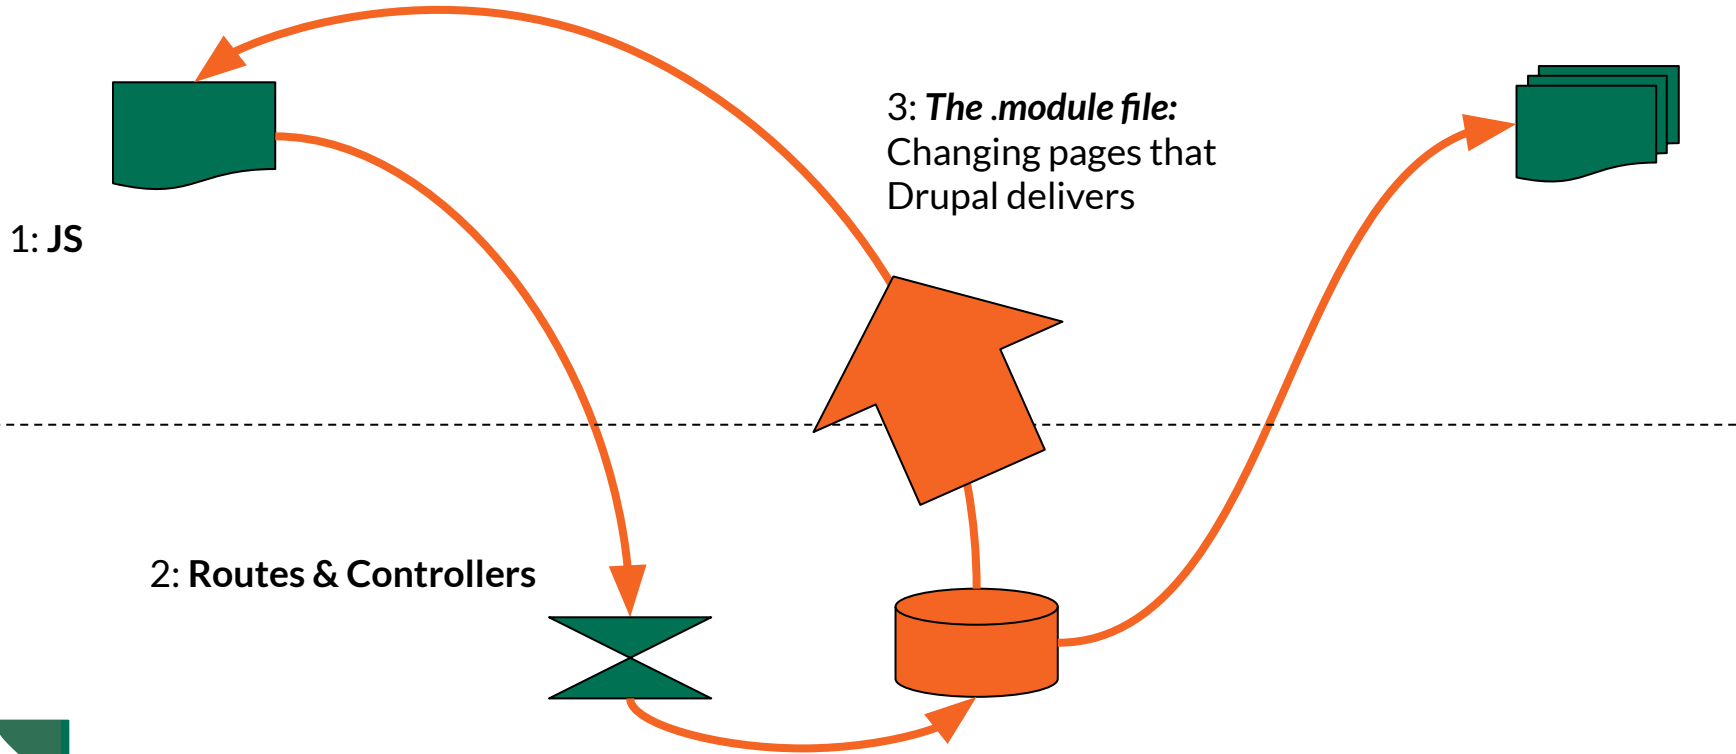 3: The .module file:
Changing pages that
Drupal delivers
1: JS
2: Routes & Controllers